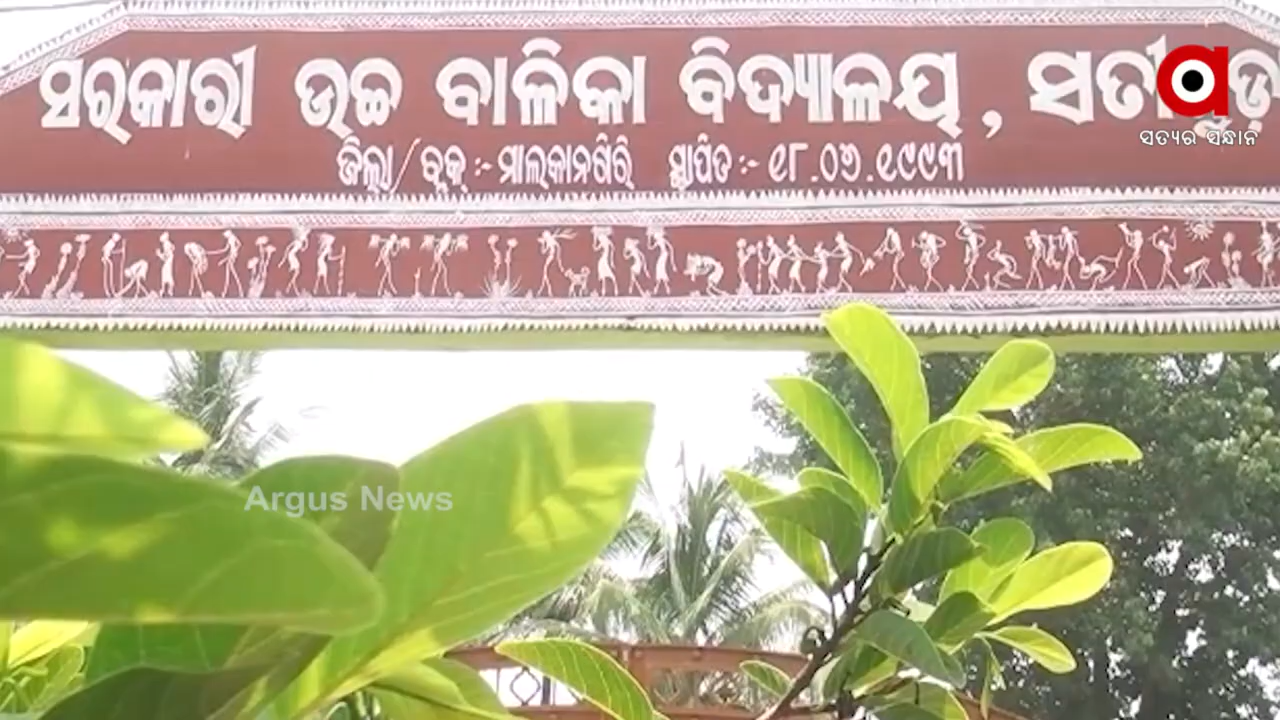 ସରକାରୀ ଉଚ୍ଚ ବାଳିକା ବିଦ୍ୟାଳୟ,
ଜିଲ୍ଲା/ବ୍ଲକ୍ :- ମାଲକାନଗିରି ସ୍ଥାପିତ :- ୧୮.୦୬.୧୯୯୩
ସତ୍ୟର ସନ୍ଧାନ
Argus News